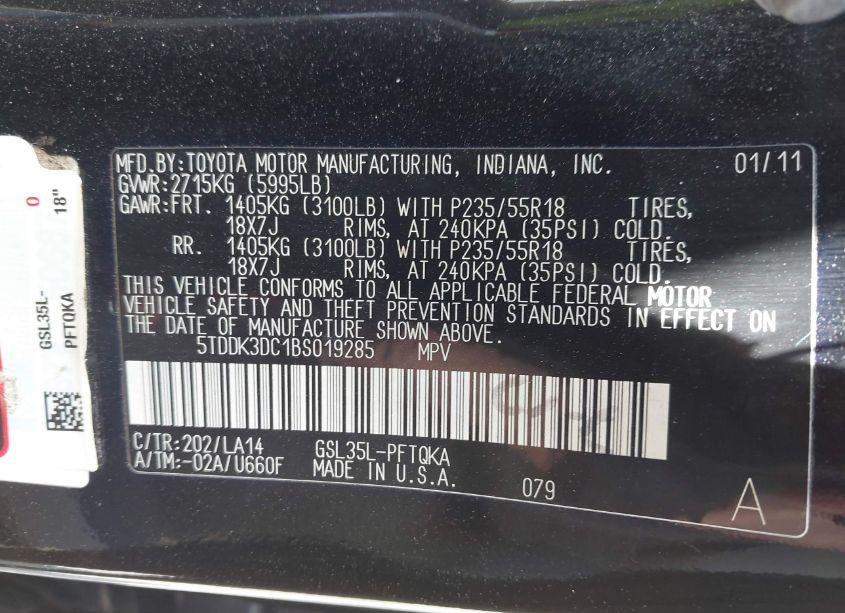 MFD.BY:TOYOTA MOTOR MANUFACTURING, INDIANA, INC. 01/11
GVWR:2715KG (5995LB)
GAWR:FRT. 1405KG (3100LB) WITH P235/55R18 TIRES,
18X7J RIMS, AT 240KPA (35PSI) COLD.
RR. 1405KG (3100LB) WITH P235/55R18 TIRES,
18X7J RIMS, AT 240KPA (35PSI) COLD.
THIS VEHICLE CONFORMS TO ALL APPLICABLE FEDERAL MOTOR
VEHICLE SAFETY AND THEFT PREVENTION STANDARDS IN EFFECT ON
THE DATE OF MANUFACTURE SHOWN ABOVE.
5TDDK3DC1BS019285 MPV
C/TR:202/LA14 GSL35L-PFTQKA
A/TM:-02A/U660F MADE IN U.S.A.
079
A
0
18"
GSL35L-
PFTQKA